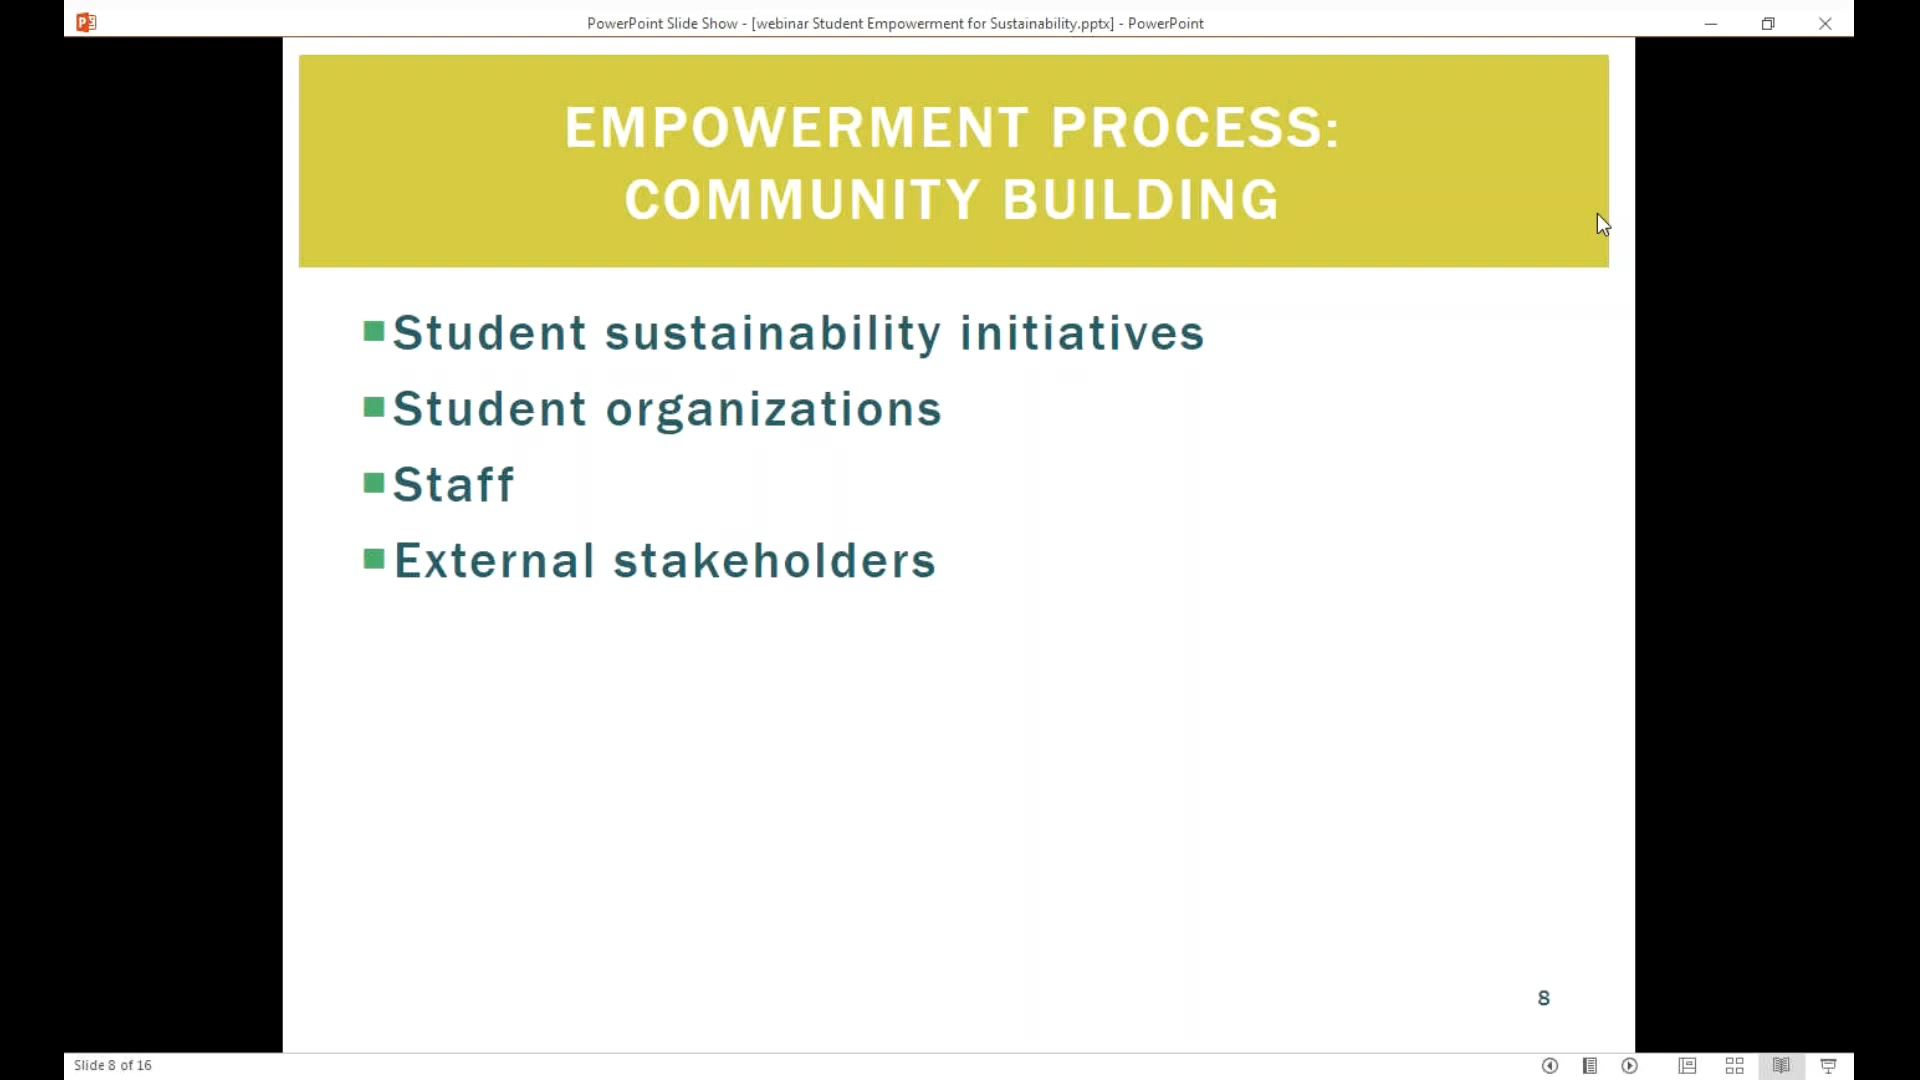 PowerPoint Slide Show - [webinar Student Empowerment for Sustainability.pptx] - PowerPoint
EMPOWERMENT PROCESS:
COMMUNITY BUILDING
Student sustainability initiatives
Student organizations
Staff
External stakeholders
8
Slide 8 of 16